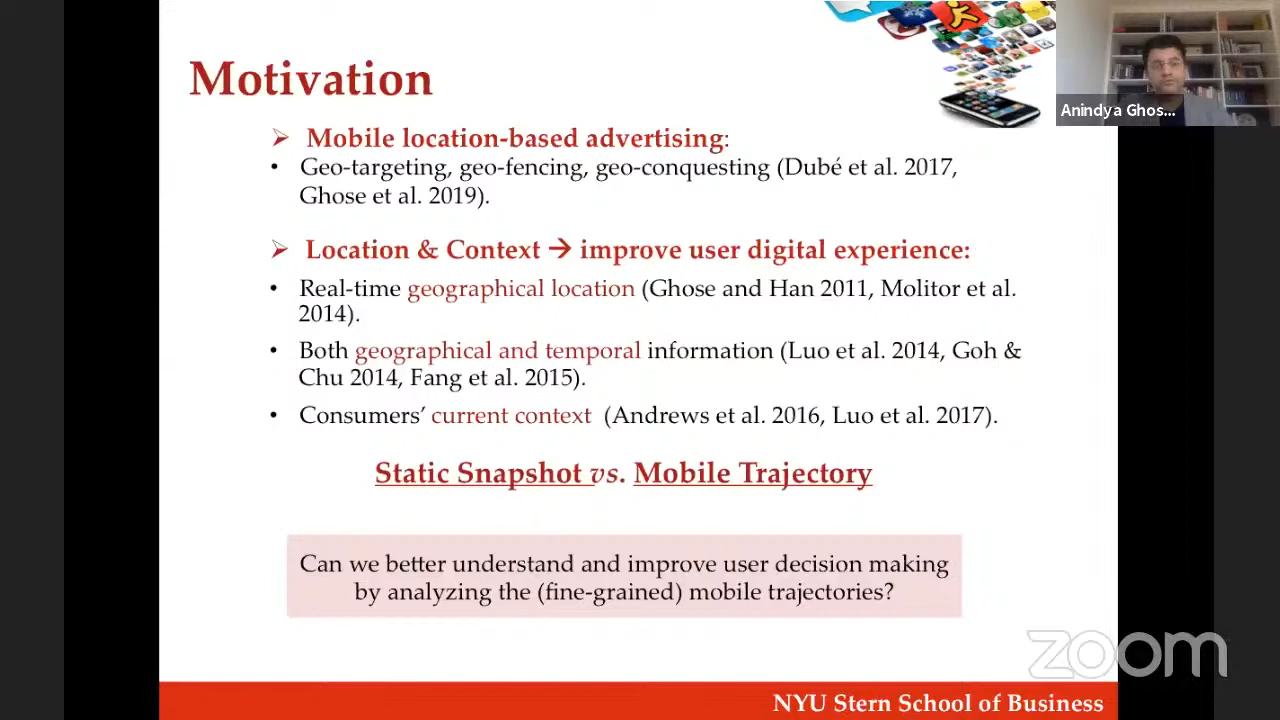 Motivation
Anindya Ghos...
➢ Mobile location-based advertising:
• Geo-targeting, geo-fencing, geo-conquesting (Dubé et al. 2017,
Ghose et al. 2019).
➢ Location & Context → improve user digital experience:
• Real-time geographical location (Ghose and Han 2011, Molitor et al.
2014).
• Both geographical and temporal information (Luo et al. 2014, Goh &
Chu 2014, Fang et al. 2015).
• Consumers’ current context (Andrews et al. 2016, Luo et al. 2017).
Static Snapshot vs. Mobile Trajectory
Can we better understand and improve user decision making
by analyzing the (fine-grained) mobile trajectories?
zoom
NYU Stern School of Business